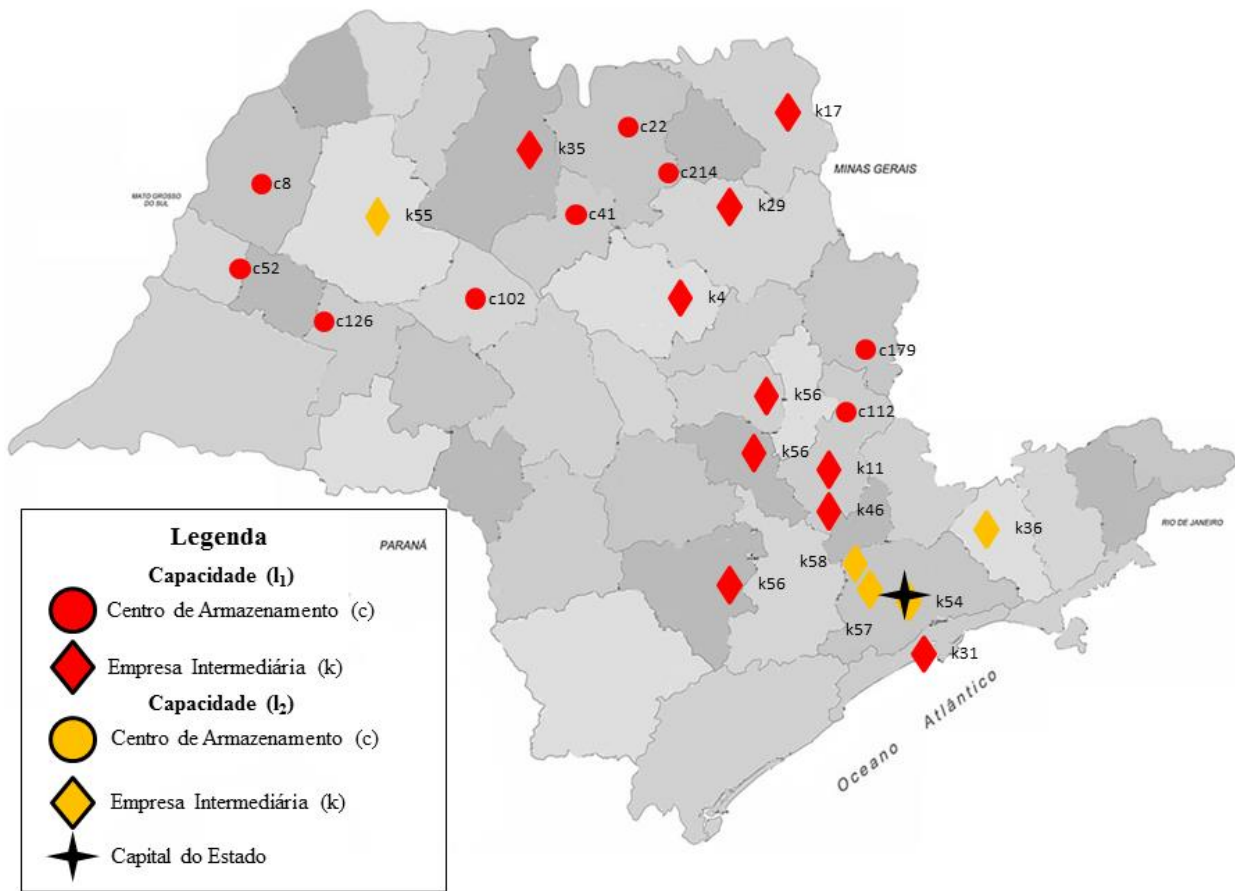 k17
c22
k35
MINAS GERAIS
c214
c8
MATO GROSSO
DO SUL
k29
c41
k55
c52
k4
c102
c126
c179
k56
c112
k56
k11
k46
k36
RIO DE JANEIRO
PARANÁ
k58
k56
k54
k57
k31
Oceano Atlântico
Legenda
Capacidade (l₁)
Centro de Armazenamento (c)
Empresa Intermediária (k)
Capacidade (l₂)
Centro de Armazenamento (c)
Empresa Intermediária (k)
Capital do Estado